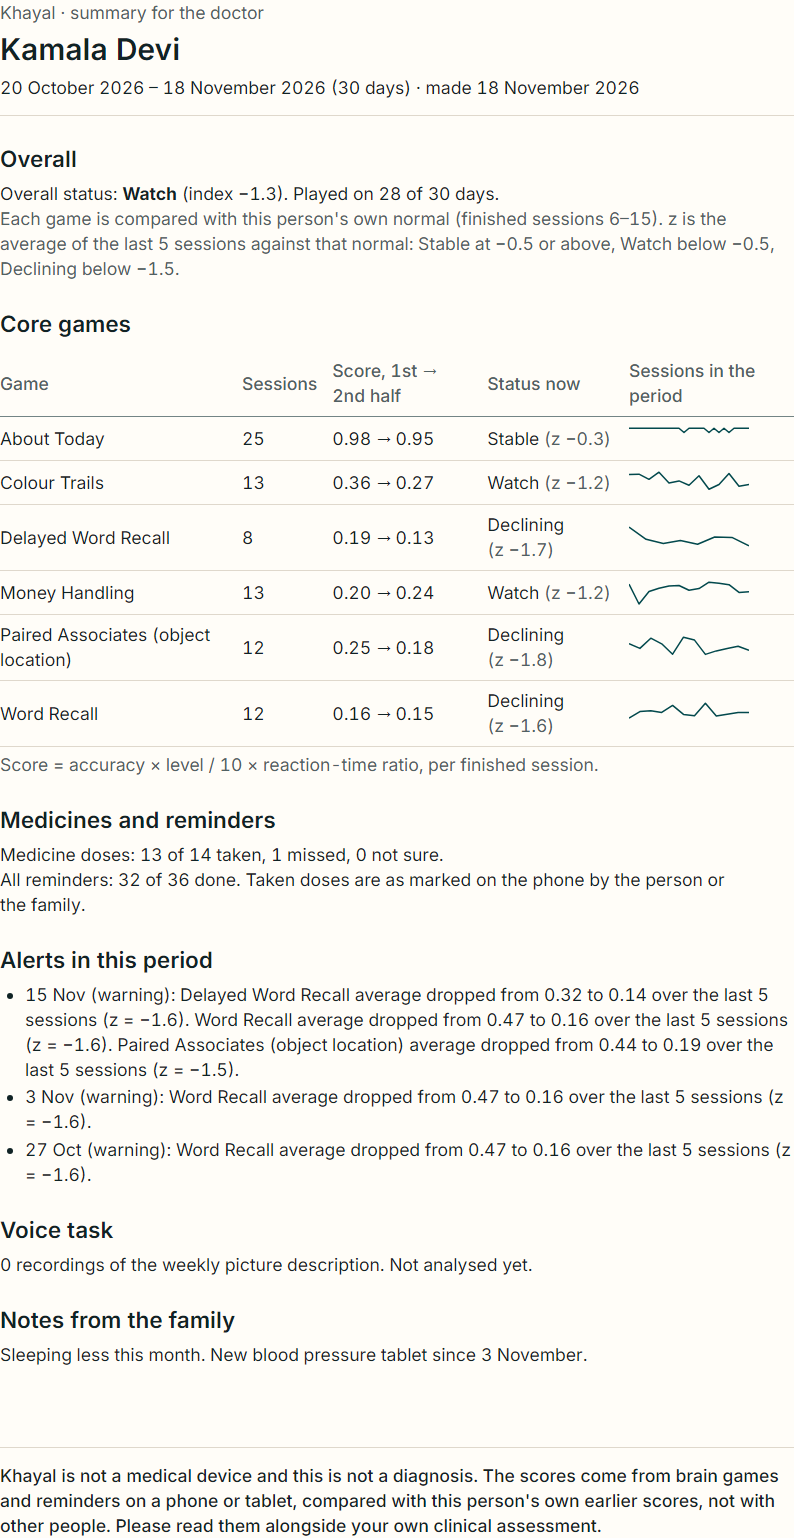 Khayal · summary for the doctor
Kamala Devi
20 October 2026 – 18 November 2026 (30 days) · made 18 November 2026
Overall
Overall status: Watch (index −1.3). Played on 28 of 30 days.
Each game is compared with this person's own normal (finished sessions 6–15). z is the
average of the last 5 sessions against that normal: Stable at −0.5 or above, Watch below −0.5,
Declining below −1.5.
Core games
Game Sessions Score, 1st → 2nd half Status now Sessions in the period
About Today 25 0.98 → 0.95 Stable (z −0.3)
Colour Trails 13 0.36 → 0.27 Watch (z −1.2)
Delayed Word Recall 8 0.19 → 0.13 Declining (z −1.7)
Money Handling 13 0.20 → 0.24 Watch (z −1.2)
Paired Associates (object location) 12 0.25 → 0.18 Declining (z −1.8)
Word Recall 12 0.16 → 0.15 Declining (z −1.6)
Score = accuracy × level / 10 × reaction-time ratio, per finished session.
Medicines and reminders
Medicine doses: 13 of 14 taken, 1 missed, 0 not sure.
All reminders: 32 of 36 done. Taken doses are as marked on the phone by the person or
the family.
Alerts in this period
• 15 Nov (warning): Delayed Word Recall average dropped from 0.32 to 0.14 over the last 5
sessions (z = −1.6). Word Recall average dropped from 0.47 to 0.16 over the last 5 sessions
(z = −1.6). Paired Associates (object location) average dropped from 0.44 to 0.19 over the
last 5 sessions (z = −1.5).
• 3 Nov (warning): Word Recall average dropped from 0.47 to 0.16 over the last 5 sessions (z
= −1.6).
• 27 Oct (warning): Word Recall average dropped from 0.47 to 0.16 over the last 5 sessions (z
= −1.6).
Voice task
0 recordings of the weekly picture description. Not analysed yet.
Notes from the family
Sleeping less this month. New blood pressure tablet since 3 November.
Khayal is not a medical device and this is not a diagnosis. The scores come from brain games
and reminders on a phone or tablet, compared with this person's own earlier scores, not with
other people. Please read them alongside your own clinical assessment.